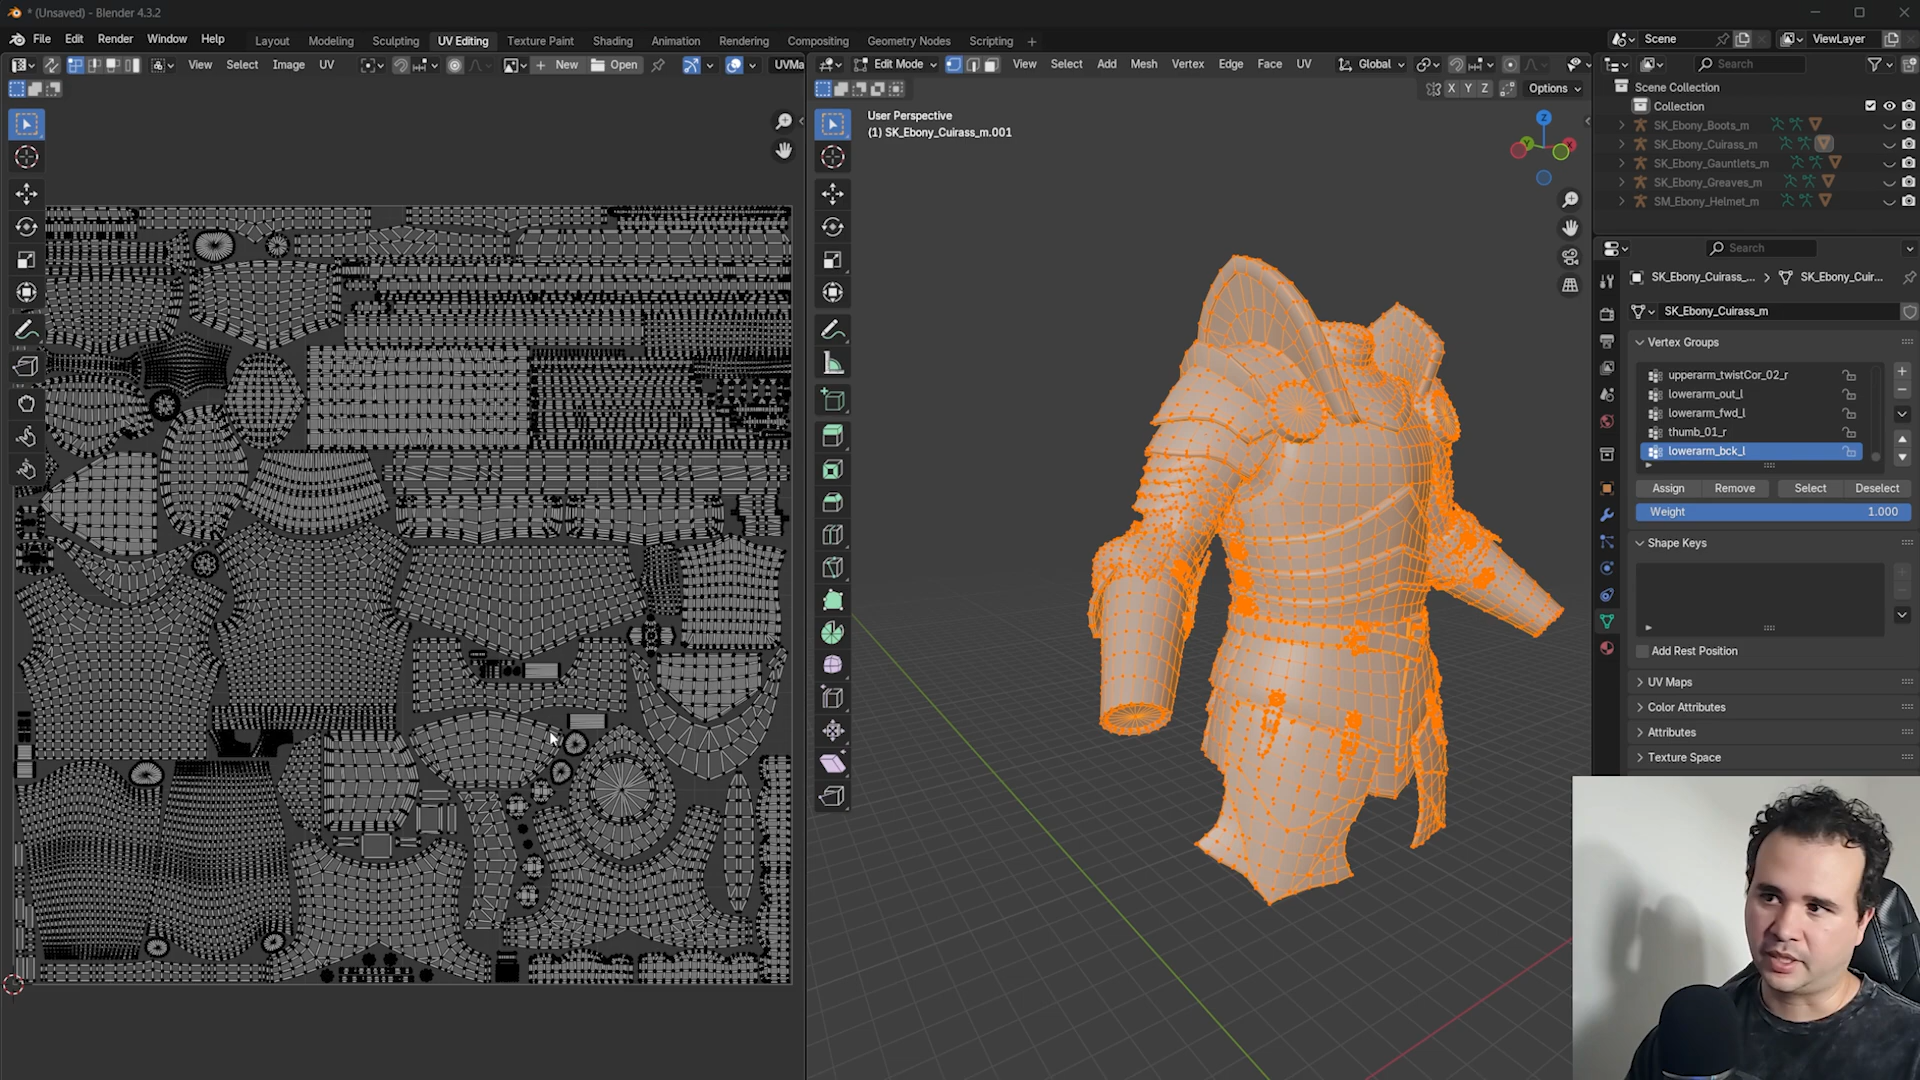 * (Unsaved) - Blender 4.3.2
File Edit Render Window Help
Layout Modeling Sculpting UV Editing Texture Paint Shading Animation Rendering Compositing Geometry Nodes Scripting +
Scene
ViewLayer
View Select Image UV
New
Open
UVMa
Edit Mode
View Select Add Mesh Vertex Edge Face UV
Global
Search
X Y Z
Options
User Perspective
(1) SK_Ebony_Cuirass_m.001
Z
Y
Scene Collection
Collection
SK_Ebony_Boots_m
SK_Ebony_Cuirass_m
SK_Ebony_Gauntlets_m
SK_Ebony_Greaves_m
SM_Ebony_Helmet_m
Search
SK_Ebony_Cuirass_... > SK_Ebony_Cuir...
SK_Ebony_Cuirass_m
Vertex Groups
upperarm_twistCor_02_r
lowerarm_out_l
lowerarm_fwd_l
thumb_01_r
lowerarm_bck_l
Assign Remove Select Deselect
Weight 1.000
Shape Keys
Add Rest Position
UV Maps
Color Attributes
Attributes
Texture Space